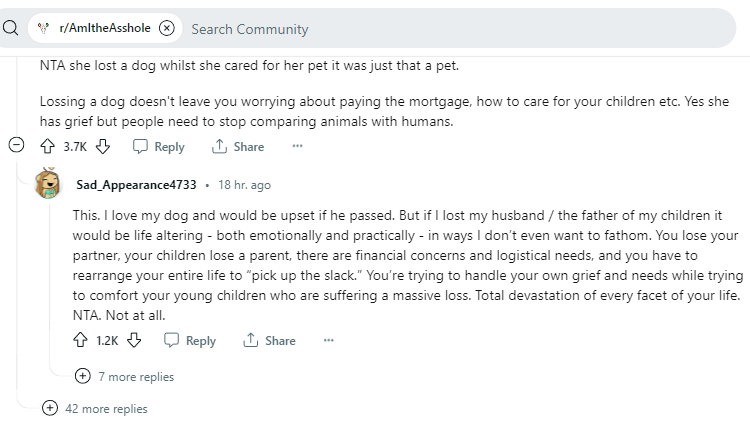 r/AmItheAsshole Search Community
NTA she lost a dog whilst she cared for her pet it was just that a pet.
Lossing a dog doesn't leave you worrying about paying the mortgage, how to care for your children etc. Yes she
has grief but people need to stop comparing animals with humans.
3.7K Reply Share ...
Sad_Appearance4733 • 18 hr. ago
This. I love my dog and would be upset if he passed. But if I lost my husband / the father of my children it
would be life altering - both emotionally and practically - in ways I don’t even want to fathom. You lose your
partner, your children lose a parent, there are financial concerns and logistical needs, and you have to
rearrange your entire life to “pick up the slack.” You’re trying to handle your own grief and needs while trying
to comfort your young children who are suffering a massive loss. Total devastation of every facet of your life.
NTA. Not at all.
1.2K Reply Share ...
7 more replies
42 more replies